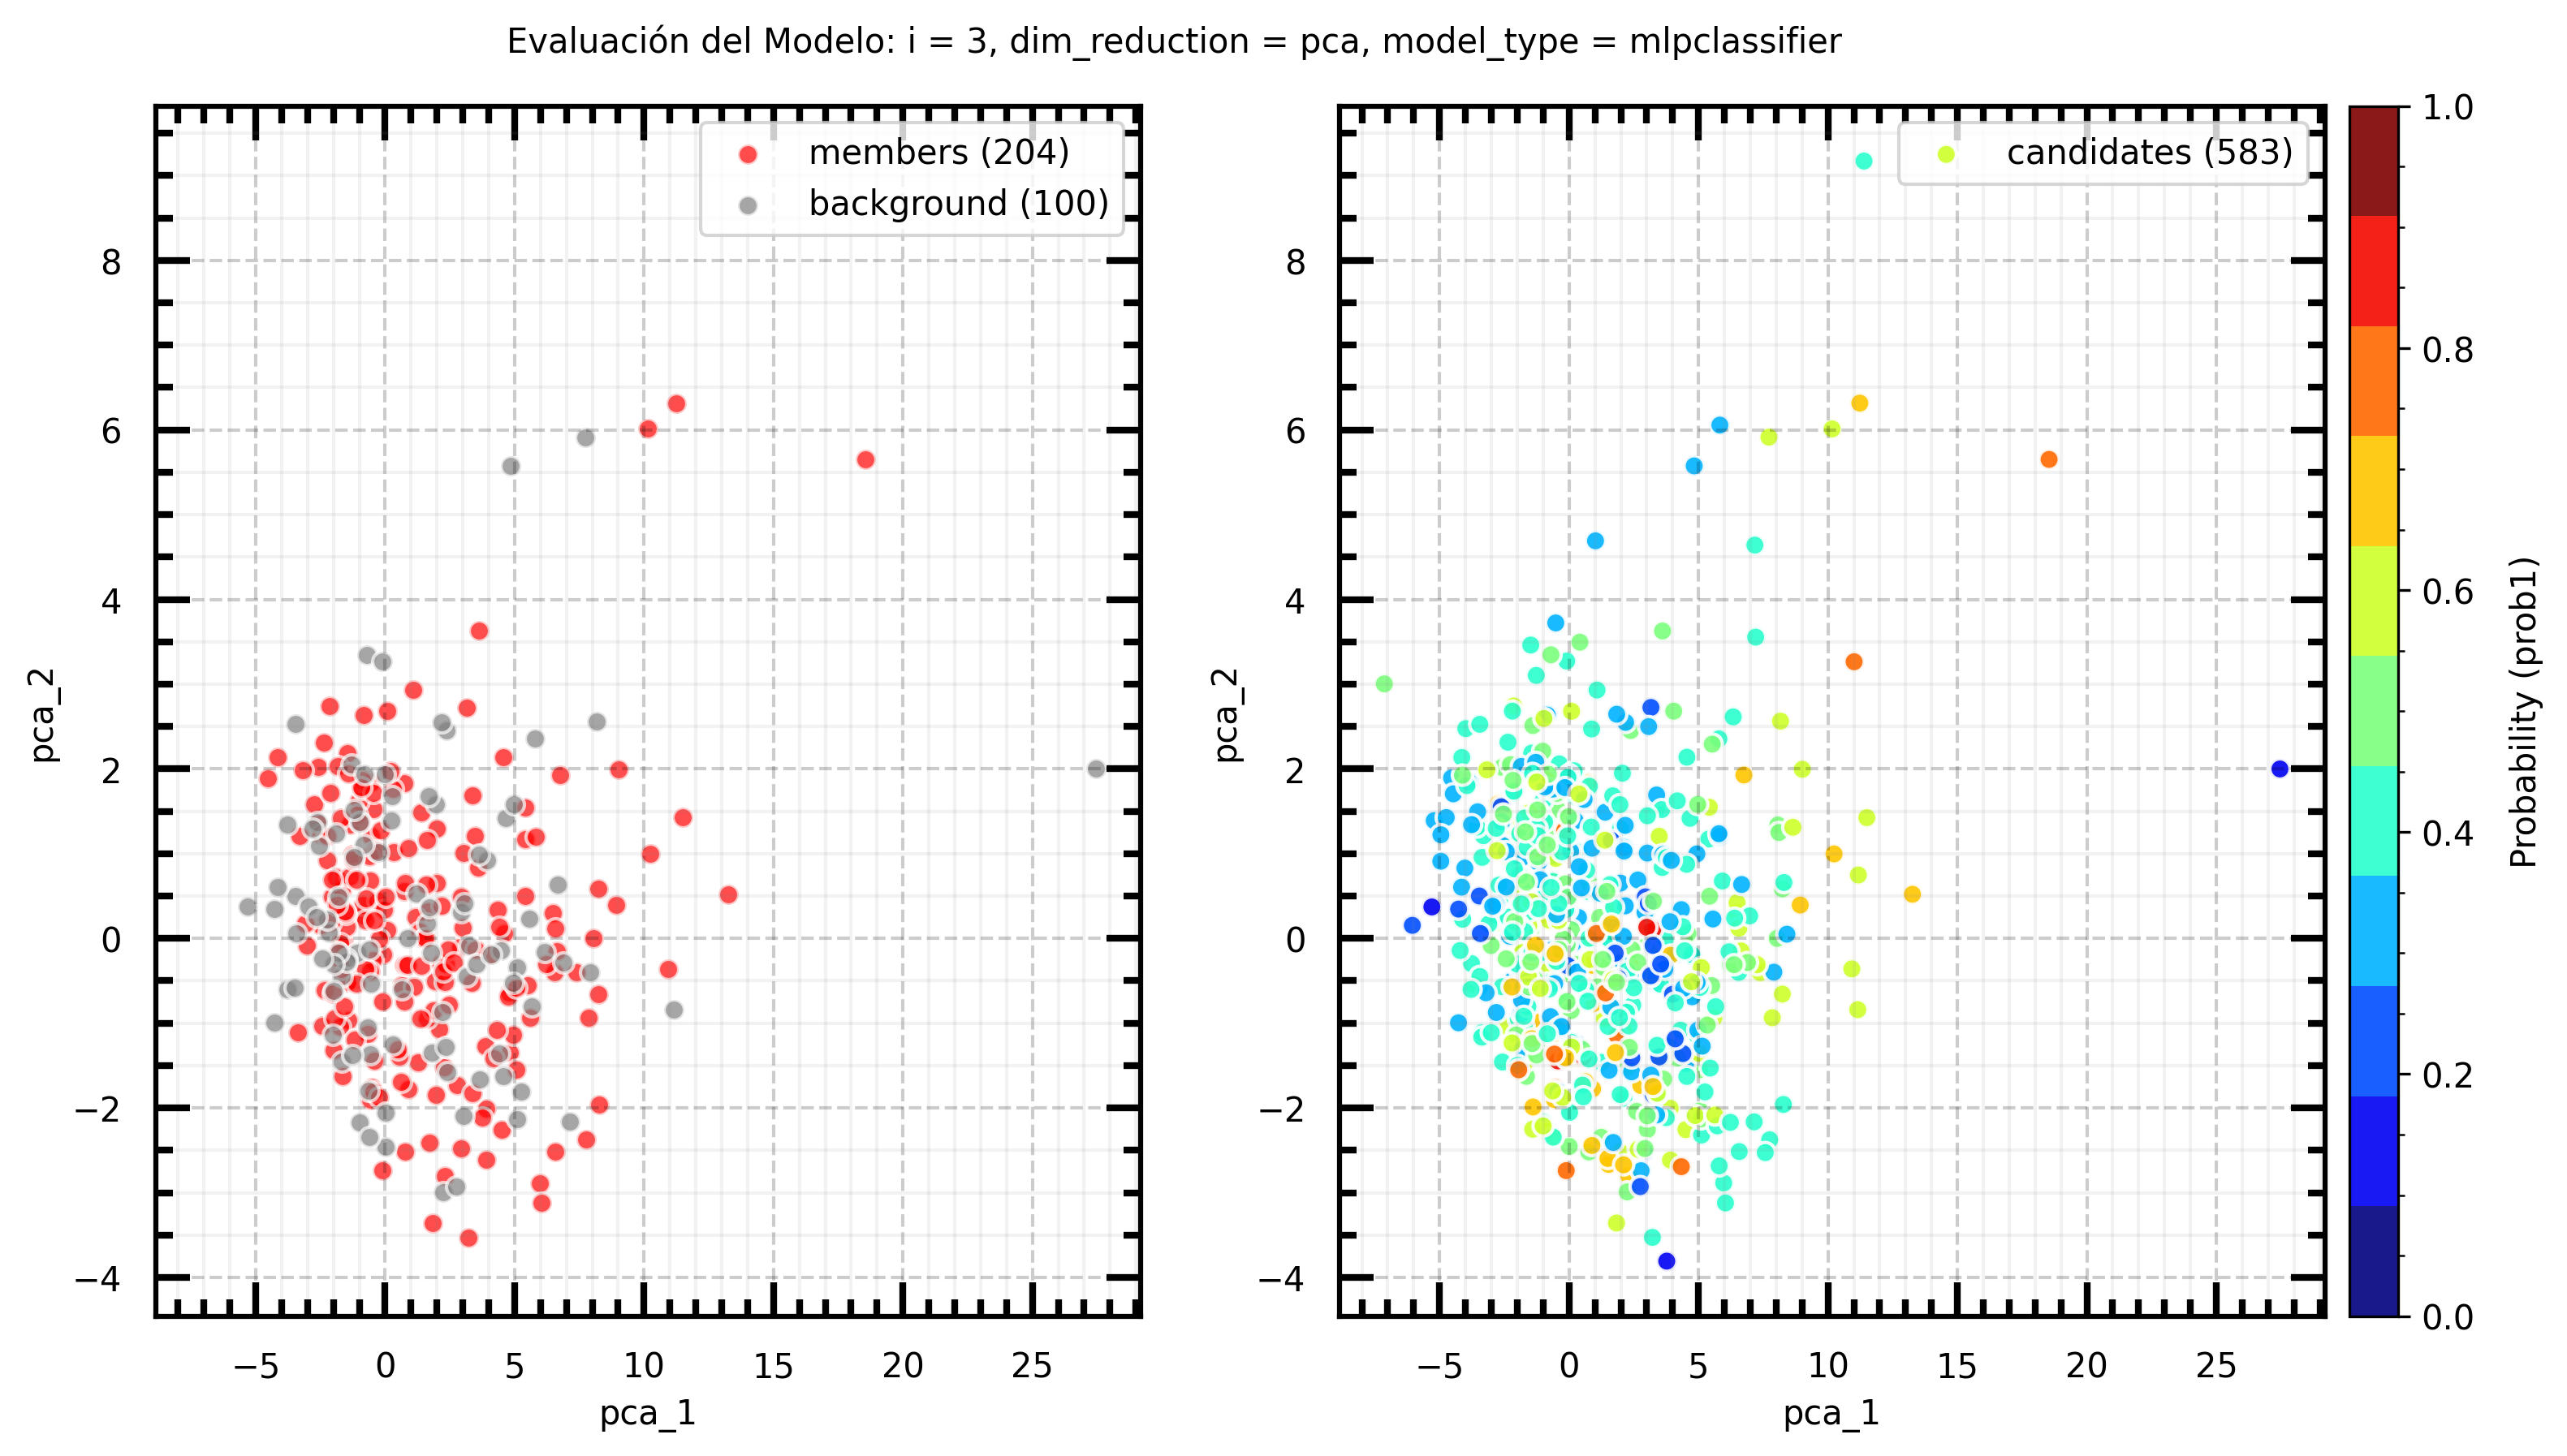 Evaluación del Modelo: i = 3, dim_reduction = pca, model_type = mlpclassifier
members (204)
background (100)
8
6
4
2
0
−2
−4
−5 0 5 10 15 20 25
pca_1
pca_2
candidates (583)
8
6
4
2
0
−2
−4
−5 0 5 10 15 20 25
pca_1
pca_2
1.0
0.8
0.6
0.4
0.2
0.0
Probability (prob1)